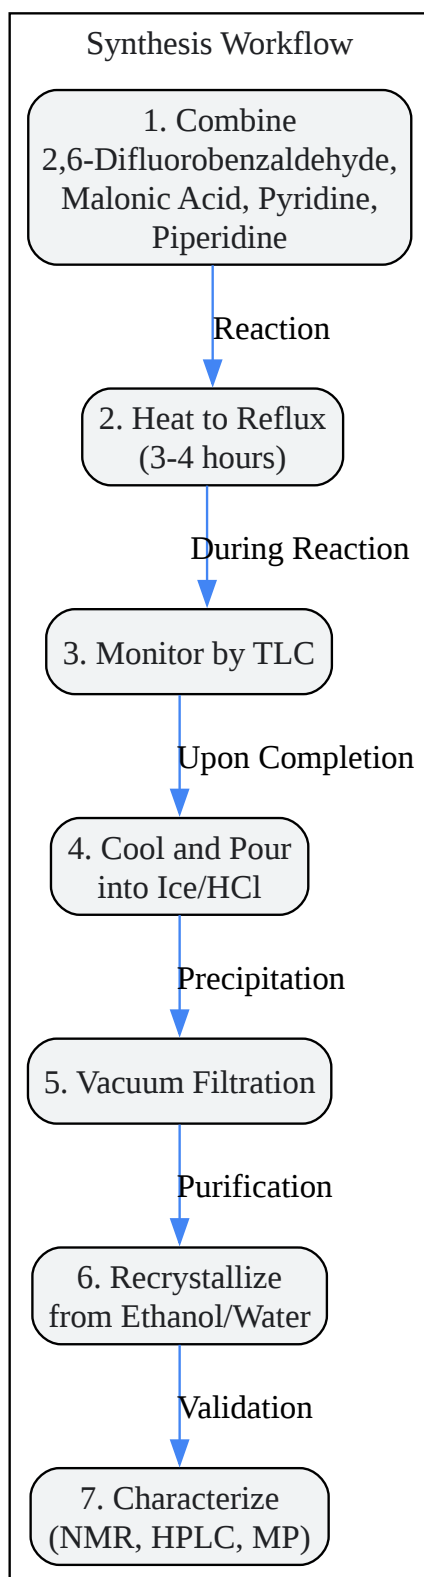 Synthesis Workflow
1. Combine
2,6-Difluorobenzaldehyde,
Malonic Acid, Pyridine,
Piperidine
Reaction
2. Heat to Reflux
(3-4 hours)
During Reaction
3. Monitor by TLC
Upon Completion
4. Cool and Pour
into Ice/HCl
Precipitation
5. Vacuum Filtration
Purification
6. Recrystallize
from Ethanol/Water
Validation
7. Characterize
(NMR, HPLC, MP)